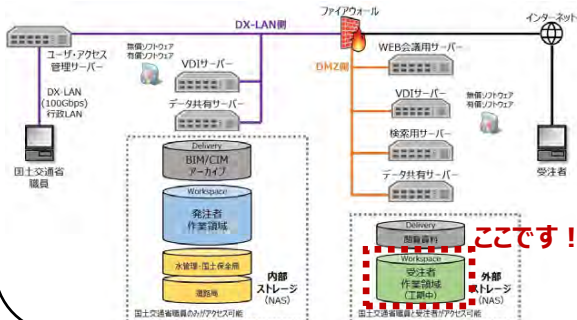 DX-LAN側
ファイアウォール
インターネット
ユーザ・アクセス
管理サーバー
無償ソフトウェア
有償ソフトウェア
VDIサーバー
データ共有サーバー
DX-LAN
(100Gbps)
行政LAN
国土交通省
職員
WEB会議用サーバー
DMZ側
VDIサーバー
無償ソフトウェア
有償ソフトウェア
検索用サーバー
データ共有サーバー
受注者
Delivery
BIM/CIM
アーカイブ
Workspace
発注者
作業領域
水管理・国土保全局
道路局
内部
ストレージ
(NAS)
国土交通省職員のみがアクセス可能
Delivery
閲覧資料
ここです！
Workspace
受注者
作業領域
(工期中)
外部
ストレージ
(NAS)
国土交通省職員と受注者がアクセス可能